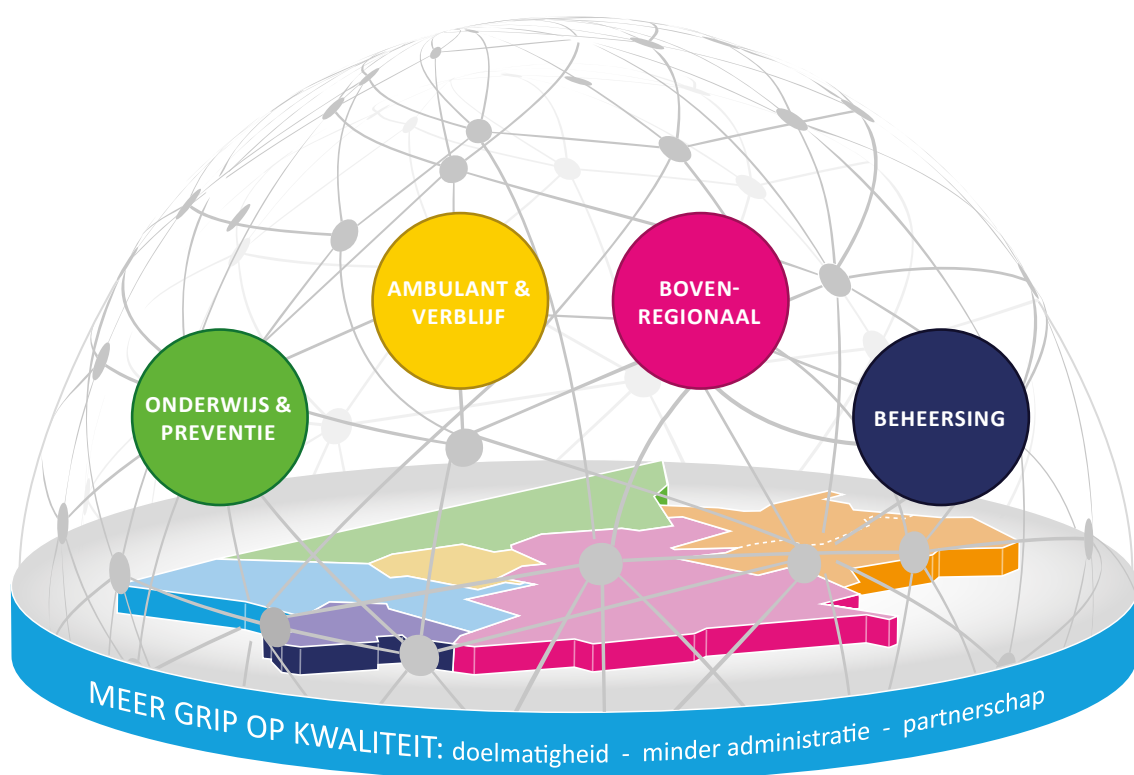 AMBULANT &
VERBLIJF
BOVEN-
REGIONAAL
ONDERWIJS &
PREVENTIE
BEHEERSING
MEER GRIP OP KWALITEIT: doelmatigheid - minder administratie - partnerschap